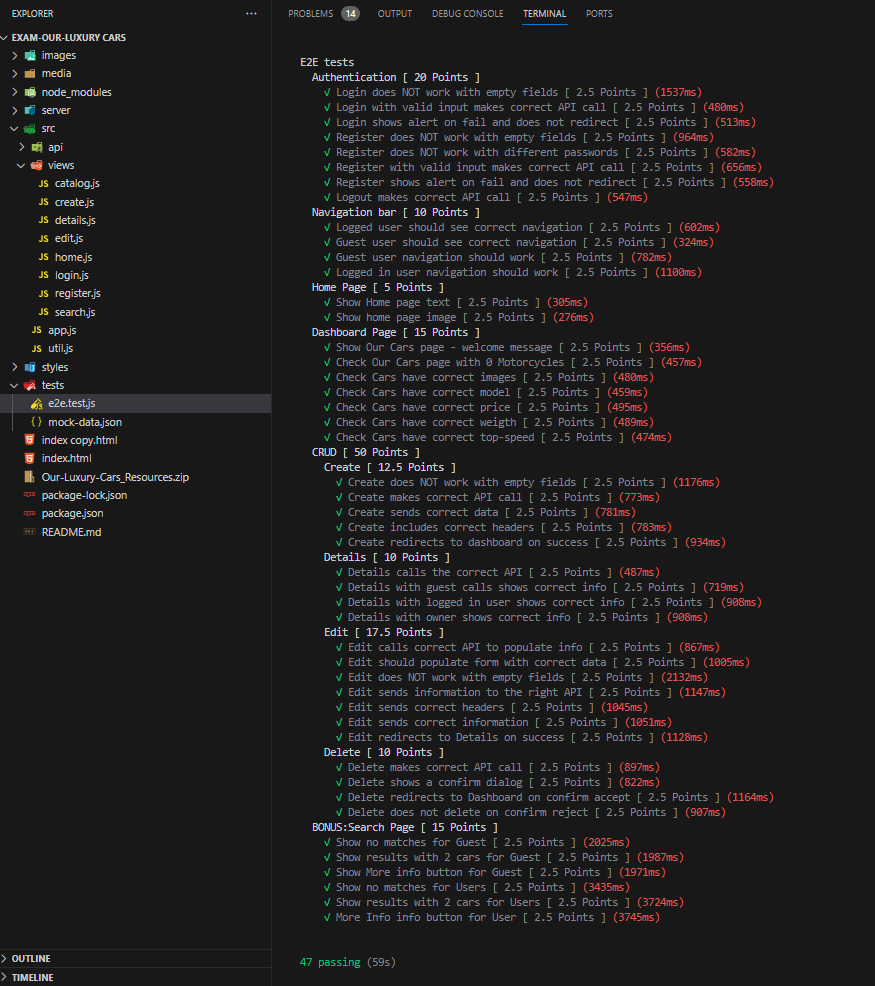 EXPLORER
EXAM-OUR-LUXURY CARS
images
media
node_modules
server
src
api
views
JS catalog.js
JS create.js
JS details.js
JS edit.js
JS home.js
JS login.js
JS register.js
JS search.js
JS app.js
JS util.js
styles
tests
e2e.test.js
{ } mock-data.json
index copy.html
index.html
Our-Luxury-Cars_Resources.zip
package-lock.json
package.json
README.md
OUTLINE
TIMELINE
PROBLEMS 14 OUTPUT DEBUG CONSOLE TERMINAL PORTS
E2E tests
Authentication [ 20 Points ]
√ Login does NOT work with empty fields [ 2.5 Points ] (1537ms)
√ Login with valid input makes correct API call [ 2.5 Points ] (480ms)
√ Login shows alert on fail and does not redirect [ 2.5 Points ] (513ms)
√ Register does NOT work with empty fields [ 2.5 Points ] (964ms)
√ Register does NOT work with different passwords [ 2.5 Points ] (582ms)
√ Register with valid input makes correct API call [ 2.5 Points ] (656ms)
√ Register shows alert on fail and does not redirect [ 2.5 Points ] (558ms)
√ Logout makes correct API call [ 2.5 Points ] (547ms)
Navigation bar [ 10 Points ]
√ Logged user should see correct navigation [ 2.5 Points ] (602ms)
√ Guest user should see correct navigation [ 2.5 Points ] (324ms)
√ Guest user navigation should work [ 2.5 Points ] (782ms)
√ Logged in user navigation should work [ 2.5 Points ] (1100ms)
Home Page [ 5 Points ]
√ Show Home page text [ 2.5 Points ] (305ms)
√ Show home page image [ 2.5 Points ] (276ms)
Dashboard Page [ 15 Points ]
√ Show Our Cars page - welcome message [ 2.5 Points ] (356ms)
√ Check Our Cars page with 0 Motorcycles [ 2.5 Points ] (457ms)
√ Check Cars have correct images [ 2.5 Points ] (480ms)
√ Check Cars have correct model [ 2.5 Points ] (459ms)
√ Check Cars have correct price [ 2.5 Points ] (495ms)
√ Check Cars have correct weigth [ 2.5 Points ] (489ms)
√ Check Cars have correct top-speed [ 2.5 Points ] (474ms)
CRUD [ 50 Points ]
Create [ 12.5 Points ]
√ Create does NOT work with empty fields [ 2.5 Points ] (1176ms)
√ Create makes correct API call [ 2.5 Points ] (773ms)
√ Create sends correct data [ 2.5 Points ] (781ms)
√ Create includes correct headers [ 2.5 Points ] (783ms)
√ Create redirects to dashboard on success [ 2.5 Points ] (934ms)
Details [ 10 Points ]
√ Details calls the correct API [ 2.5 Points ] (487ms)
√ Details with guest calls shows correct info [ 2.5 Points ] (719ms)
√ Details with logged in user shows correct info [ 2.5 Points ] (908ms)
√ Details with owner shows correct info [ 2.5 Points ] (908ms)
Edit [ 17.5 Points ]
√ Edit calls correct API to populate info [ 2.5 Points ] (867ms)
√ Edit should populate form with correct data [ 2.5 Points ] (1005ms)
√ Edit does NOT work with empty fields [ 2.5 Points ] (2132ms)
√ Edit sends information to the right API [ 2.5 Points ] (1147ms)
√ Edit sends correct headers [ 2.5 Points ] (1045ms)
√ Edit sends correct information [ 2.5 Points ] (1051ms)
√ Edit redirects to Details on success [ 2.5 Points ] (1128ms)
Delete [ 10 Points ]
√ Delete makes correct API call [ 2.5 Points ] (897ms)
√ Delete shows a confirm dialog [ 2.5 Points ] (822ms)
√ Delete redirects to Dashboard on confirm accept [ 2.5 Points ] (1164ms)
√ Delete does not delete on confirm reject [ 2.5 Points ] (907ms)
BONUS:Search Page [ 15 Points ]
√ Show no matches for Guest [ 2.5 Points ] (2025ms)
√ Show results with 2 cars for Guest [ 2.5 Points ] (1987ms)
√ Show More info button for Guest [ 2.5 Points ] (1971ms)
√ Show no matches for Users [ 2.5 Points ] (3435ms)
√ Show results with 2 cars for Users [ 2.5 Points ] (3724ms)
√ More Info info button for User [ 2.5 Points ] (3745ms)
47 passing (59s)